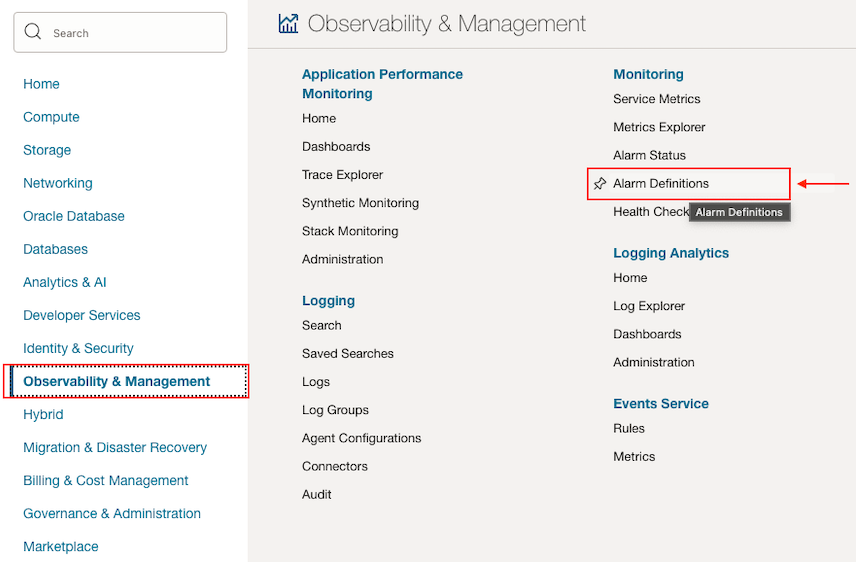 Search
Home
Compute
Storage
Networking
Oracle Database
Databases
Analytics & AI
Developer Services
Identity & Security
Observability & Management
Hybrid
Migration & Disaster Recovery
Billing & Cost Management
Governance & Administration
Marketplace
Observability & Management
Application Performance
Monitoring
Home
Dashboards
Trace Explorer
Synthetic Monitoring
Stack Monitoring
Administration
Logging
Search
Saved Searches
Logs
Log Groups
Agent Configurations
Connectors
Audit
Monitoring
Service Metrics
Metrics Explorer
Alarm Status
Alarm Definitions
Health Check
Alarm Definitions
Logging Analytics
Home
Log Explorer
Dashboards
Administration
Events Service
Rules
Metrics